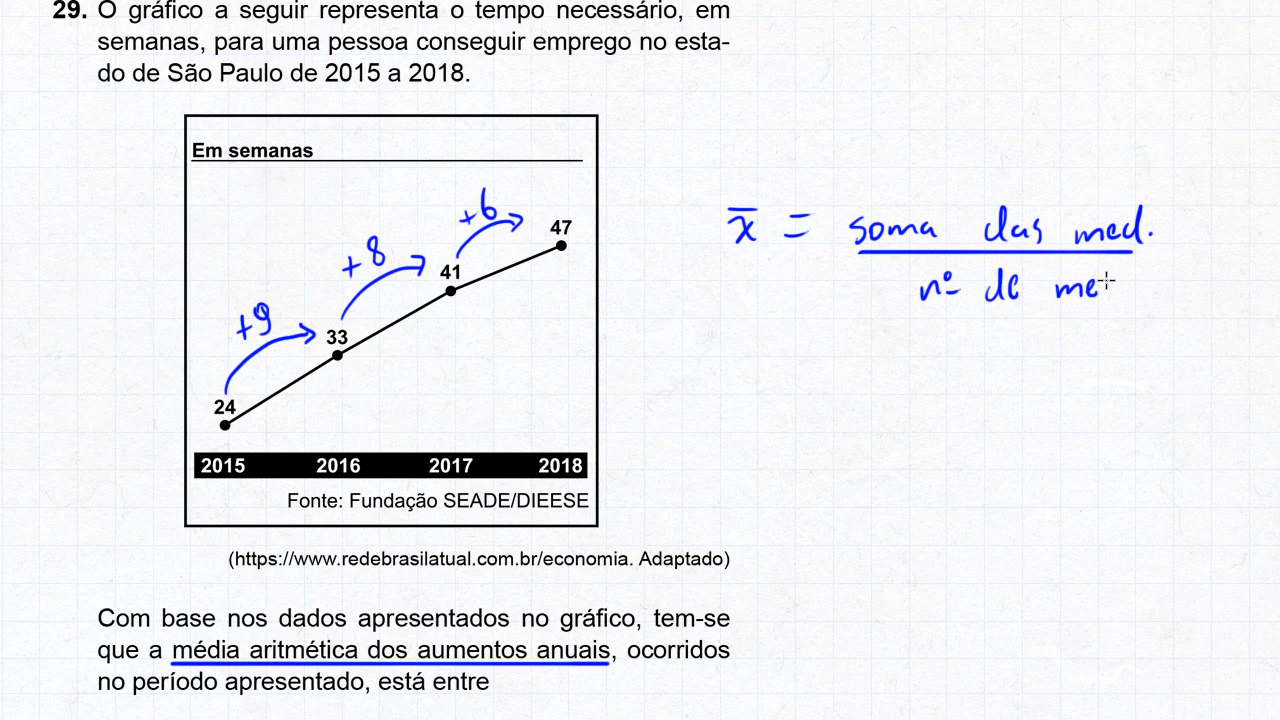 29. O gráfico a seguir representa o tempo necessário, em
semanas, para uma pessoa conseguir emprego no esta-
do de São Paulo de 2015 a 2018.
Em semanas
+6
47
+8
41
+9
33
24
2015 2016 2017 2018
Fonte: Fundação SEADE/DIEESE
(https://www.redebrasilatual.com.br/economia. Adaptado)
Com base nos dados apresentados no gráfico, tem-se
que a média aritmética dos aumentos anuais, ocorridos
no período apresentado, está entre
x̅ = soma das med.
nº de me